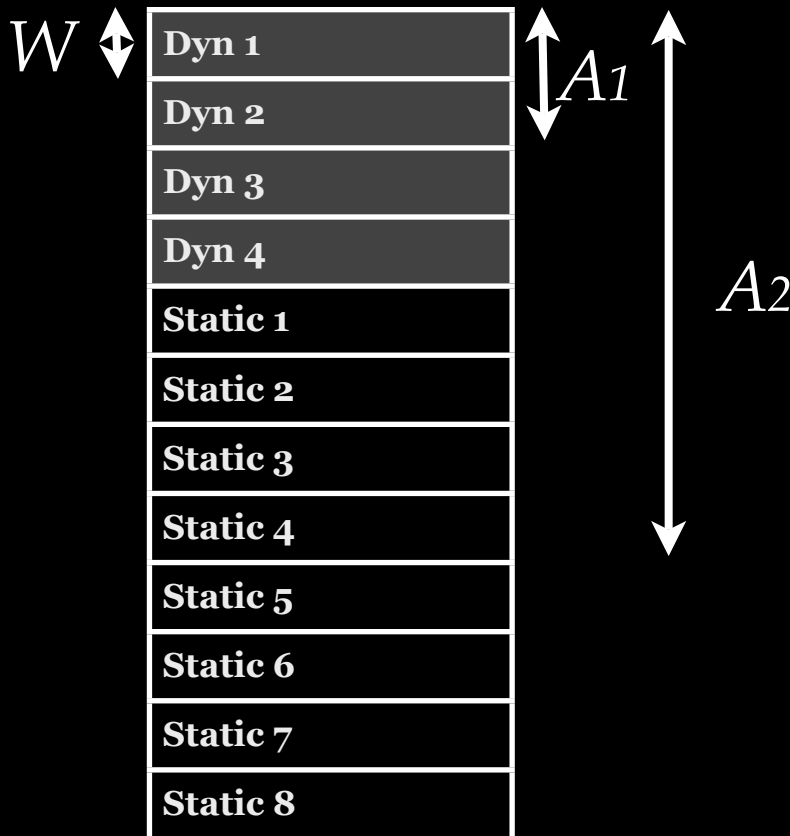 W
Dyn 1
A1
Dyn 2
Dyn 3
Dyn 4
A2
Static 1
Static 2
Static 3
Static 4
Static 5
Static 6
Static 7
Static 8